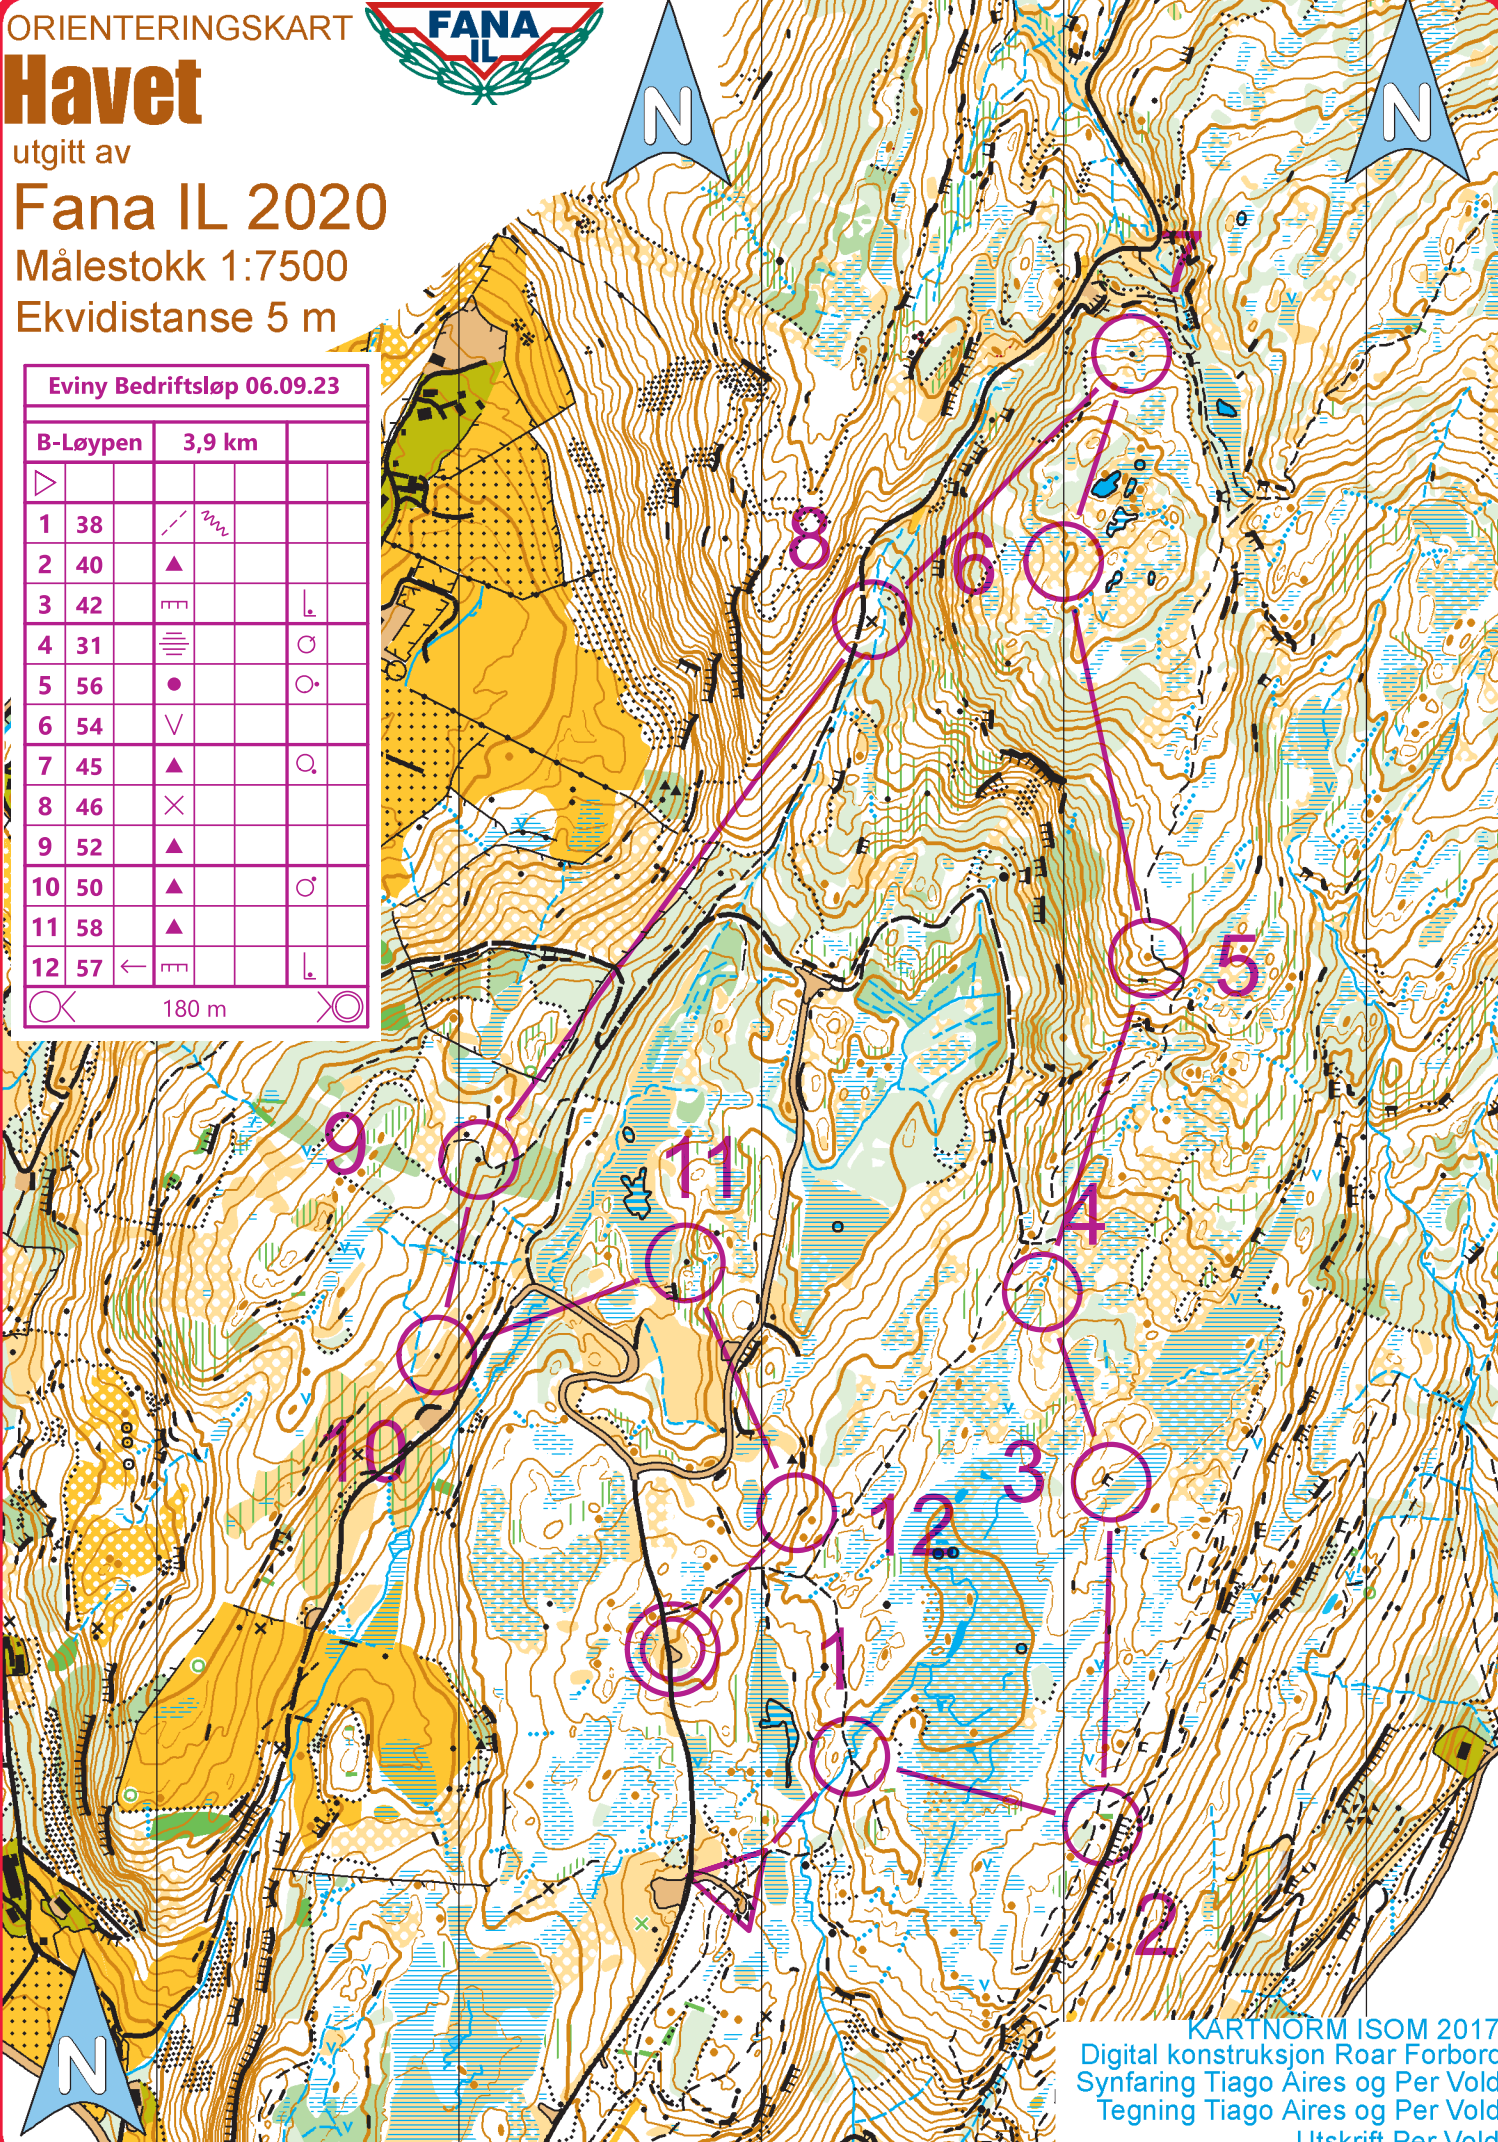 ORIENTERINGSKART
Havet
utgitt av
Fana IL 2020
Målestokk 1:7500
Ekvidistanse 5 m
FANA
IL
N
N
Eviny Bedriftsløp 06.09.23
B-Løypen 3,9 km
1 38
2 40
3 42
4 31
5 56
6 54
7 45
8 46
9 52
10 50
11 58
12 57
180 m
7
8
6
5
9
11
4
10
3
12
1
2
N
KARTNORM ISOM 2017
Digital konstruksjon Roar Forbord
Synfaring Tiago Aires og Per Vold
Tegning Tiago Aires og Per Vold
Utskrift Per Vold